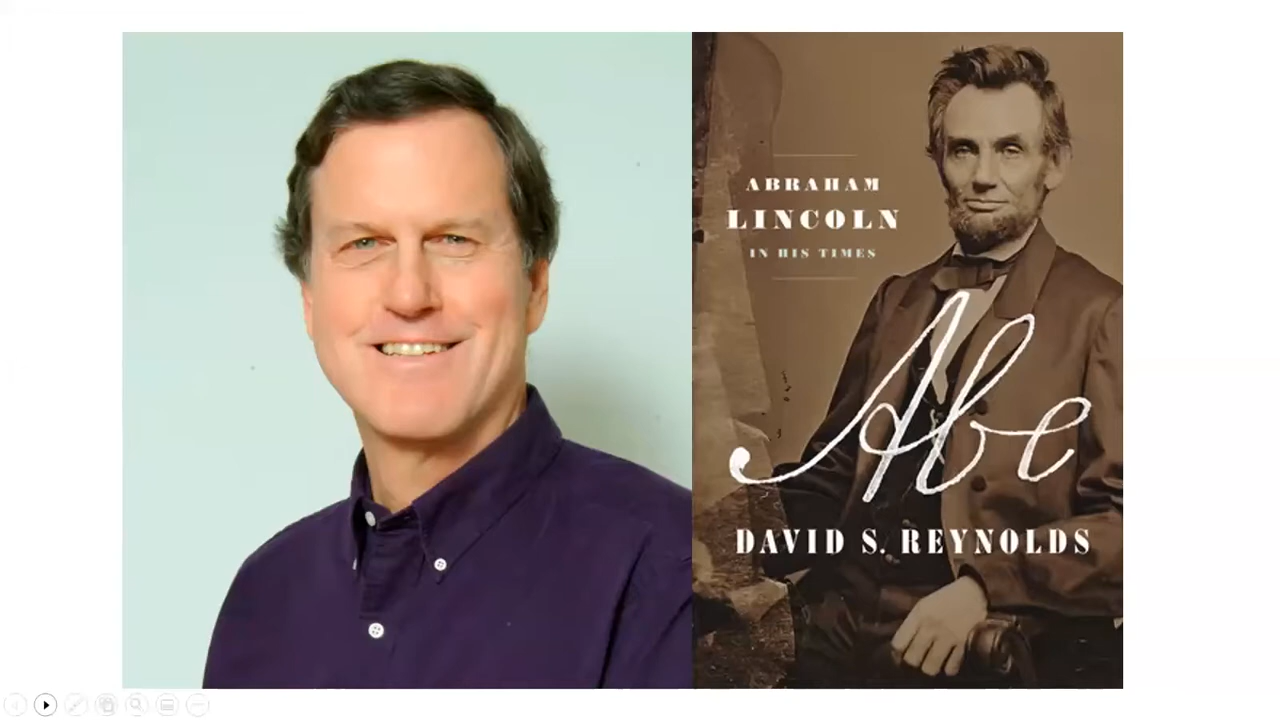 ABRAHAM
LINCOLN
IN HIS TIMES
Abe
DAVID S. REYNOLDS